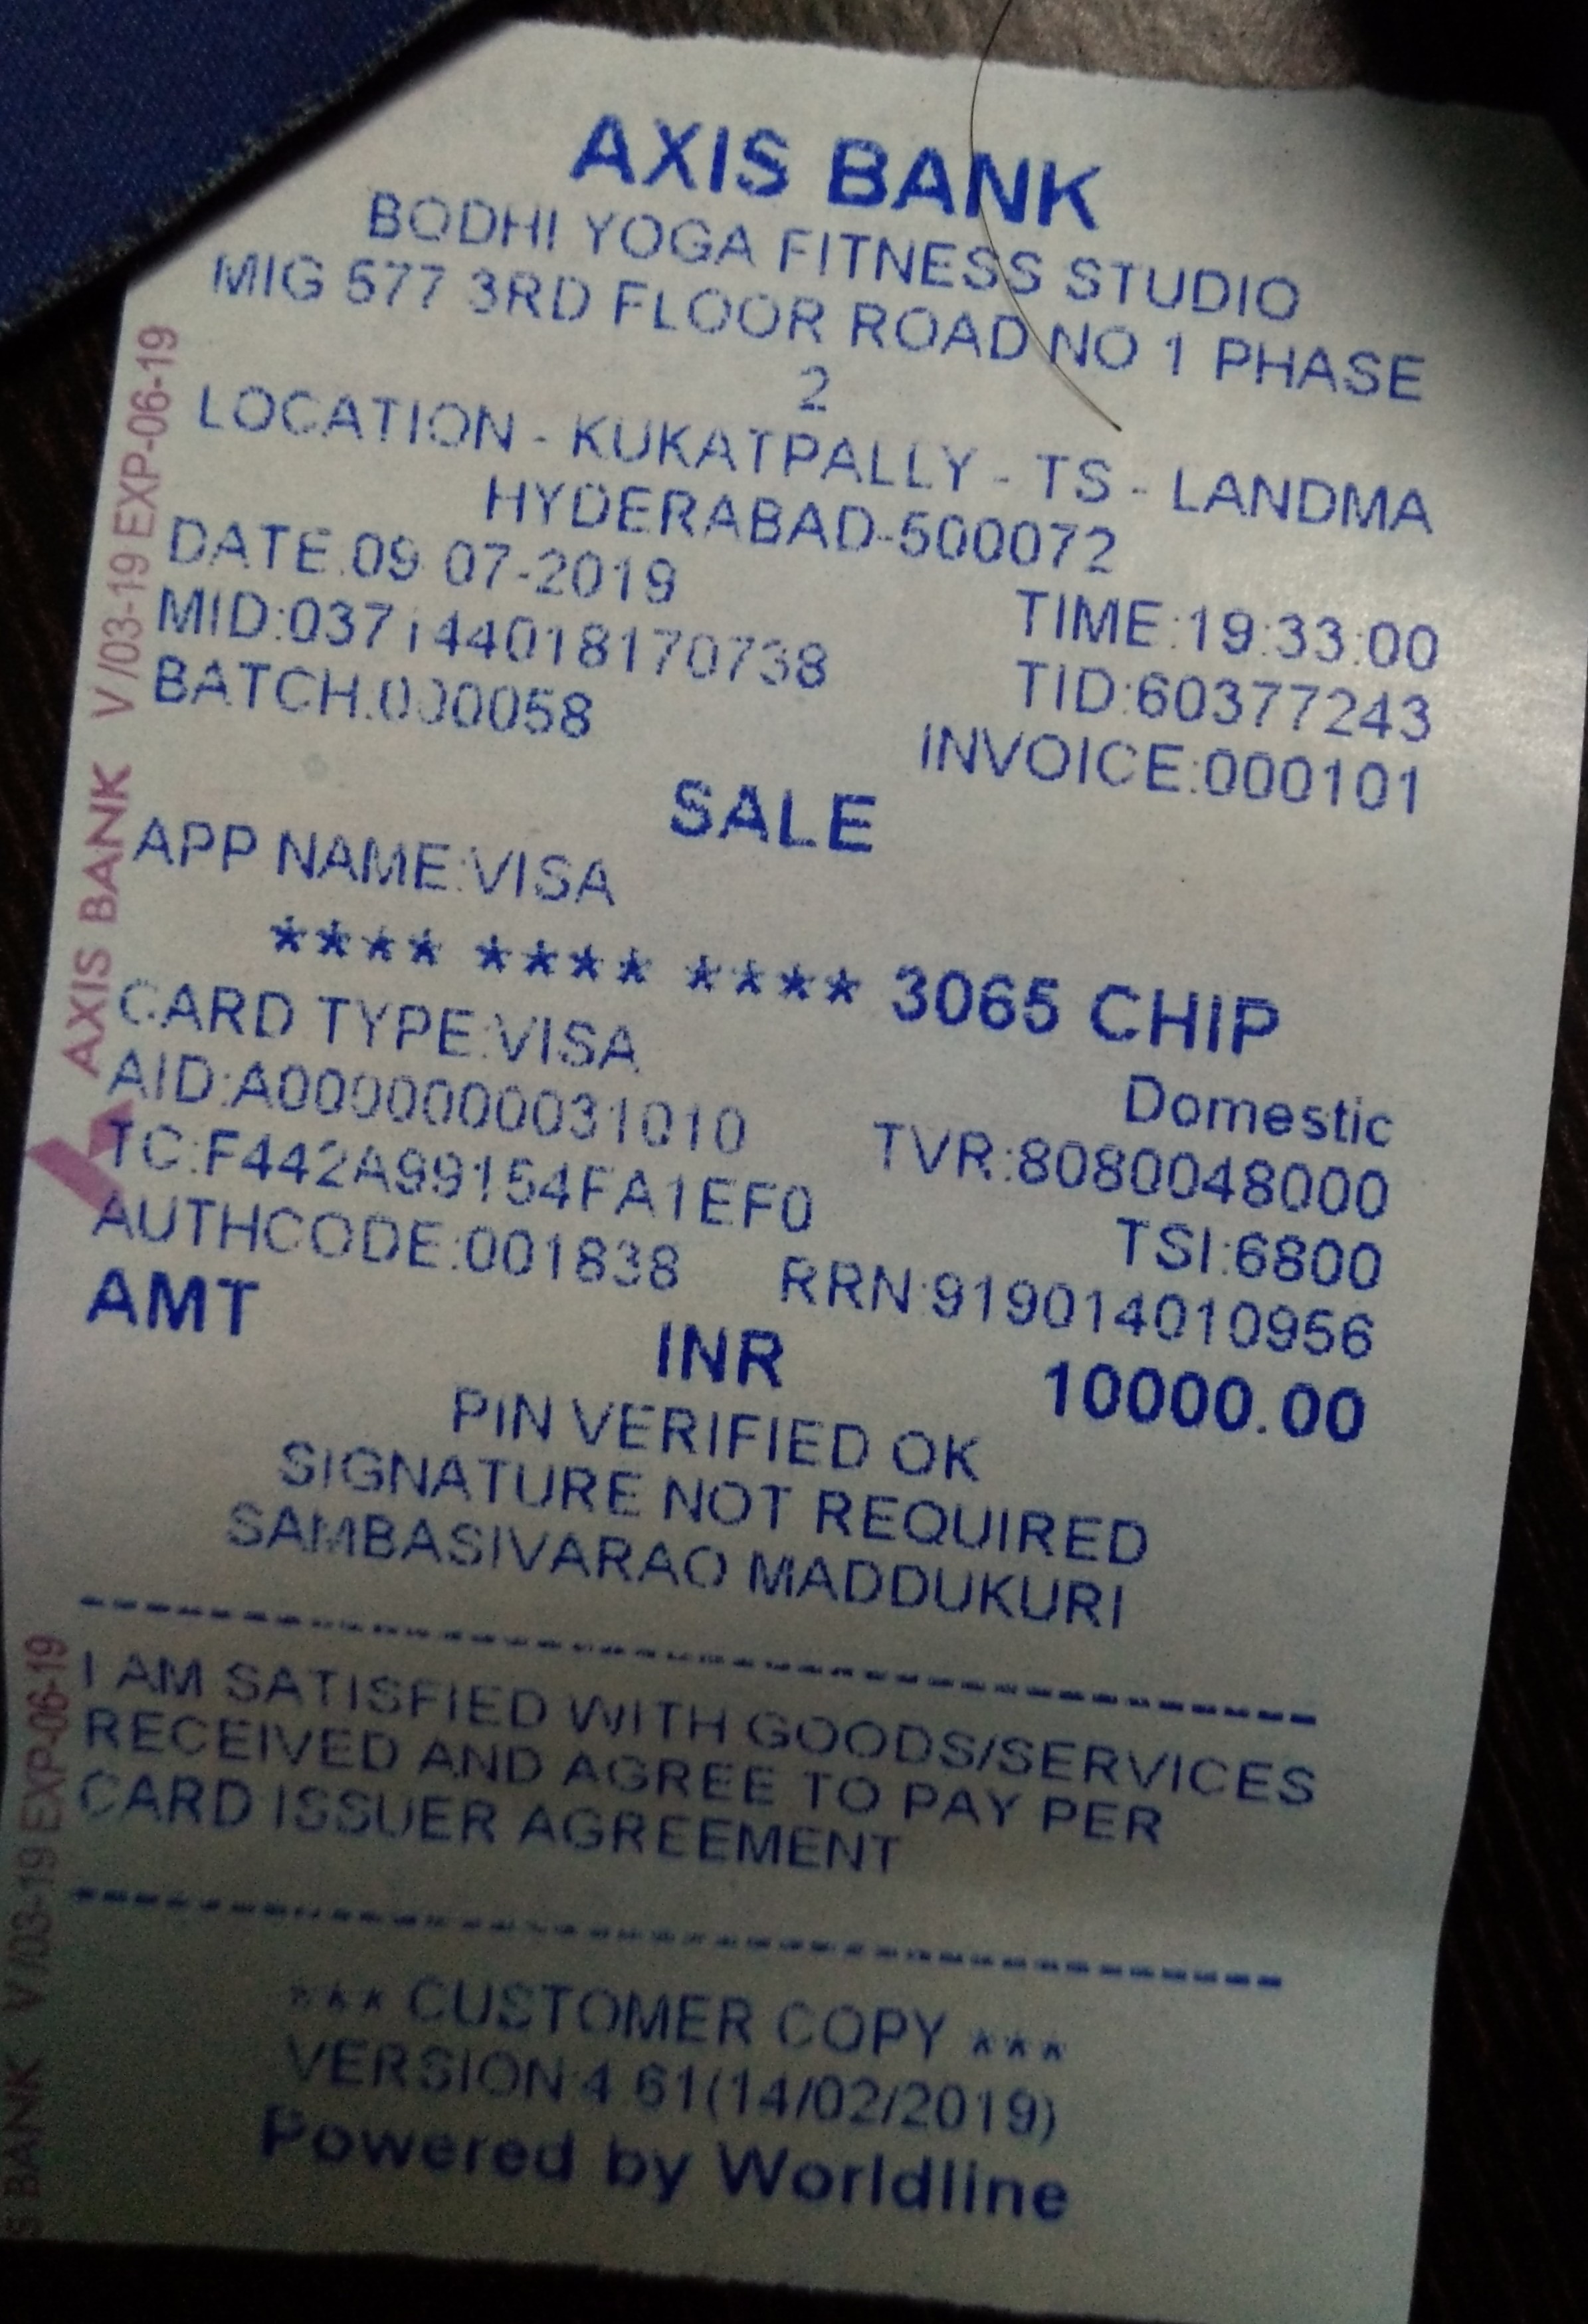 AXIS BANK
BODHI YOGA FITNESS STUDIO
MIG 577 3RD FLOOR ROAD NO 1 PHASE
2
LOCATION - KUKATPALLY - TS - LANDMA
HYDERABAD-500072
DATE:09-07-2019 TIME:19:33:00
MID:037144018170738 TID:60377243
BATCH:000058 INVOICE:000101
SALE
APP NAME:VISA
**** **** **** 3065 CHIP
CARD TYPE:VISA Domestic
AID:A0000000031010 TVR:8080048000
TC:F442A99154FA1EF0 TSI:6800
AUTHCODE:001838 RRN:919014010956
AMT INR 10000.00
PIN VERIFIED OK
SIGNATURE NOT REQUIRED
SAMBASIVARAO MADDUKURI
I AM SATISFIED WITH GOODS/SERVICES
RECEIVED AND AGREE TO PAY PER
CARD ISSUER AGREEMENT
*** CUSTOMER COPY ***
VERSION:4.61(14/02/2019)
Powered by Worldline
AXIS BANK V/03-19 EXP-06-19
S BANK V/03-19 EXP-06-19